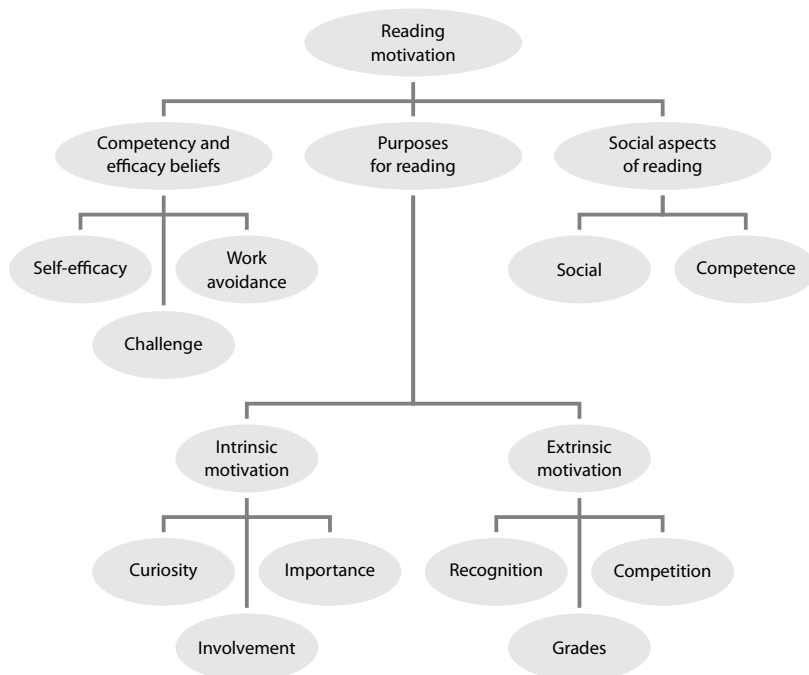 Reading
motivation
Competency and
efficacy beliefs
Purposes
for reading
Social aspects
of reading
Self-efficacy
Work
avoidance
Challenge
Social
Competence
Intrinsic
motivation
Extrinsic
motivation
Curiosity
Importance
Involvement
Recognition
Competition
Grades